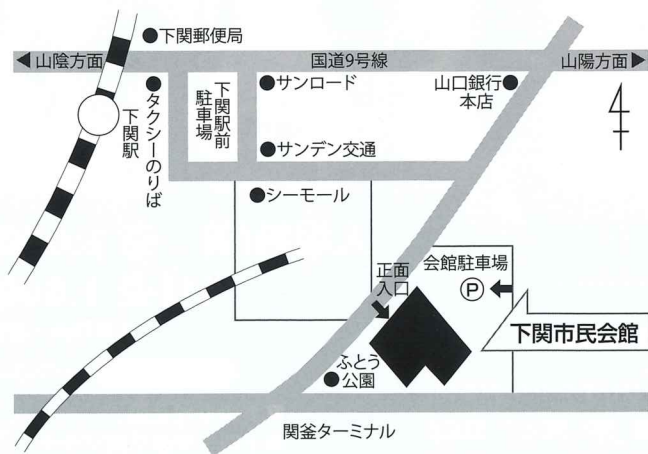 ●下関郵便局
◀山陰方面
国道9号線
山陽方面▶
下関駅
●タクシーのりば
下関駅前
駐車場
●サンロード
山口銀行●
本店
●サンデン交通
●シーモール
正面
入口
会館駐車場
Ⓟ
下関市民会館
ふとう
●公園
関釜ターミナル